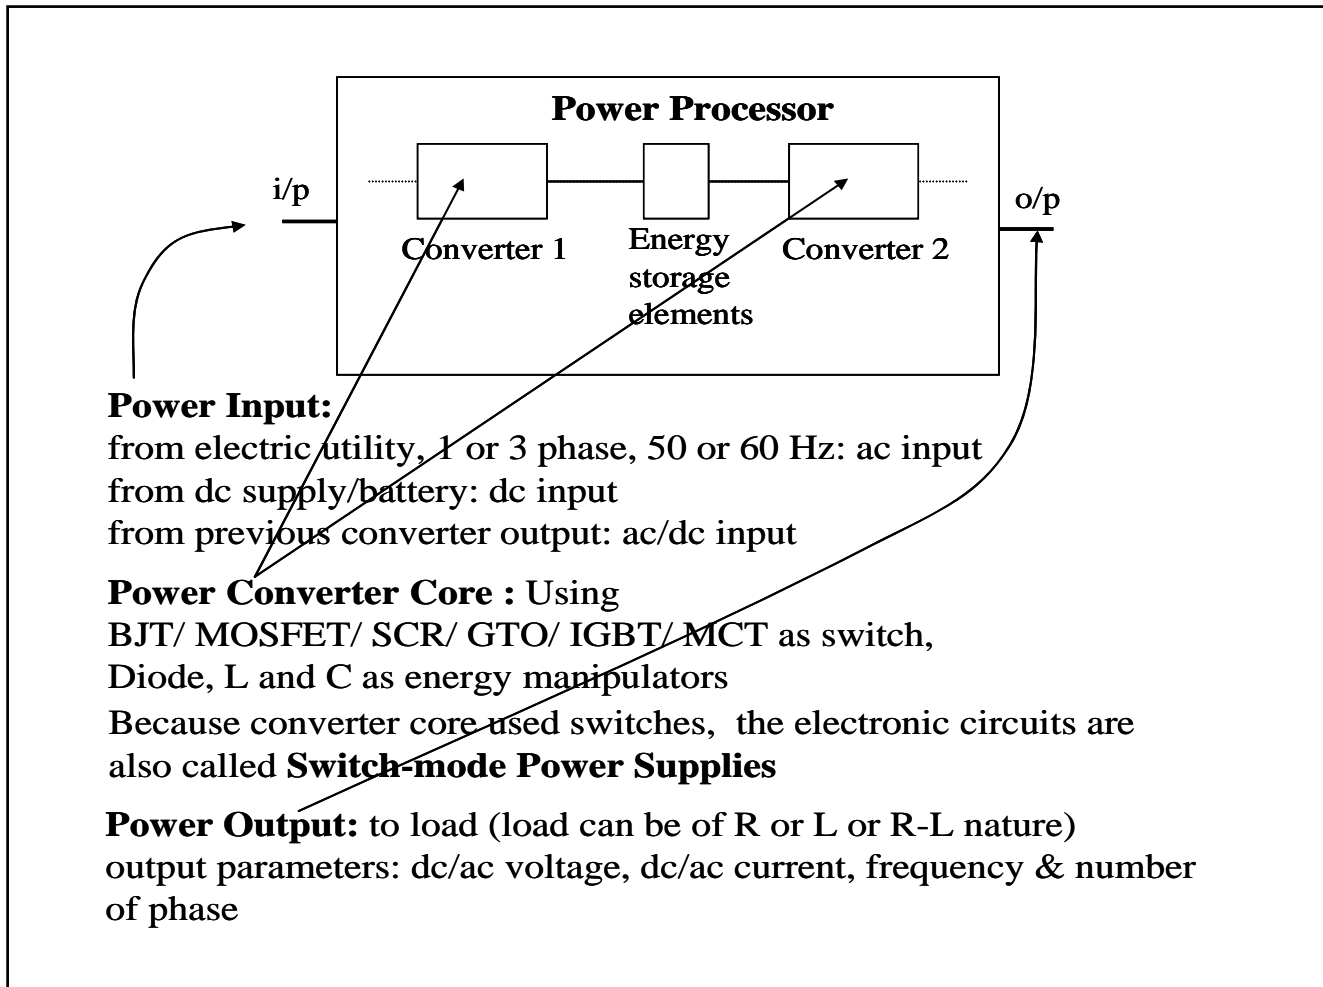 Power Processor
i/p
o/p
Converter 1
Energy
storage
elements
Converter 2
Power Input:
from electric utility, 1 or 3 phase, 50 or 60 Hz: ac input
from dc supply/battery: dc input
from previous converter output: ac/dc input
Power Converter Core : Using
BJT/ MOSFET/ SCR/ GTO/ IGBT/ MCT as switch,
Diode, L and C as energy manipulators
Because converter core used switches, the electronic circuits are
also called Switch-mode Power Supplies
Power Output: to load (load can be of R or L or R-L nature)
output parameters: dc/ac voltage, dc/ac current, frequency & number
of phase